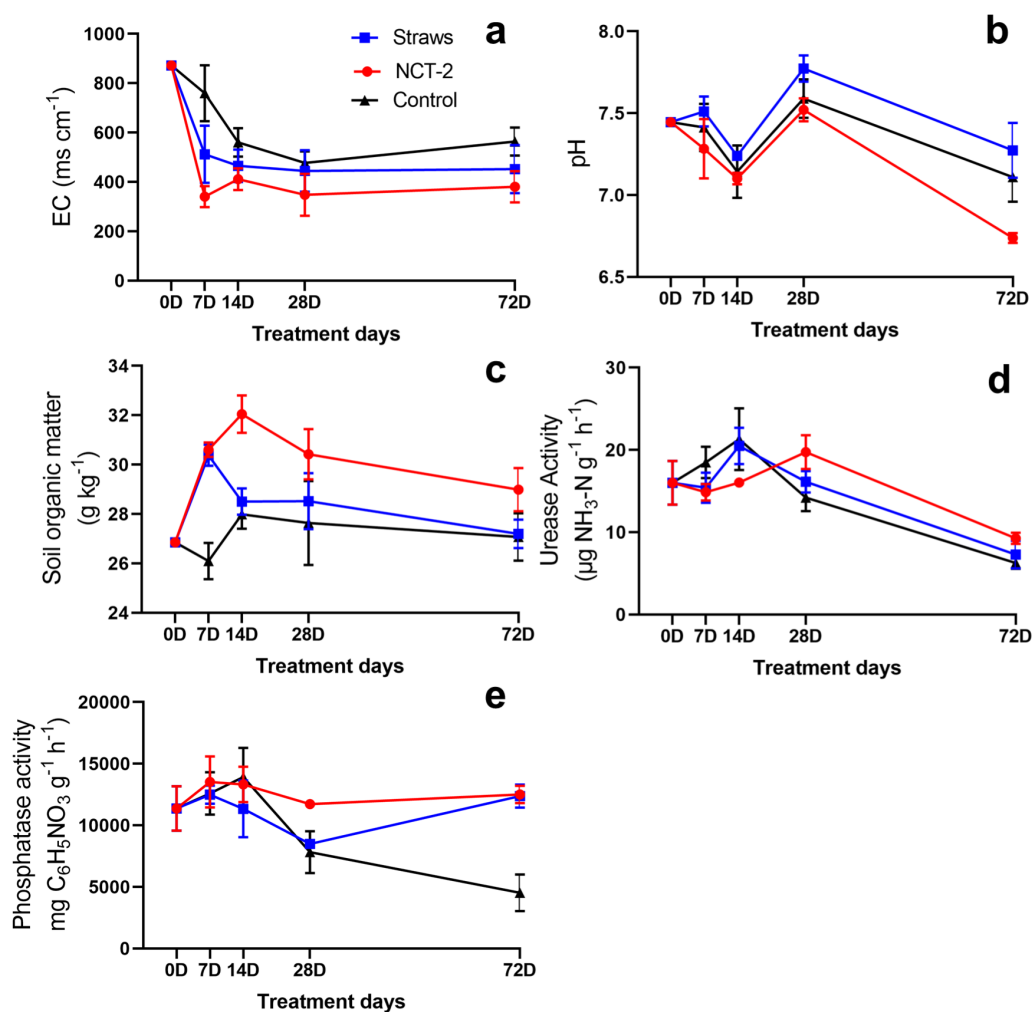 a
1000
800
600
400
200
0
EC (ms cm⁻¹)
Straws
NCT-2
Control
0D 7D 14D 28D 72D
Treatment days
b
8.0
7.5
7.0
6.5
pH
0D 7D 14D 28D 72D
Treatment days
c
34
32
30
28
26
24
Soil organic matter
(g kg⁻¹)
0D 7D 14D 28D 72D
Treatment days
d
30
20
10
0
Urease Activity
(µg NH₃-N g⁻¹ h⁻¹)
0D 7D 14D 28D 72D
Treatment days
e
20000
15000
10000
5000
0
Phosphatase activity
mg C₆H₅NO₃ g⁻¹ h⁻¹)
0D 7D 14D 28D 72D
Treatment days